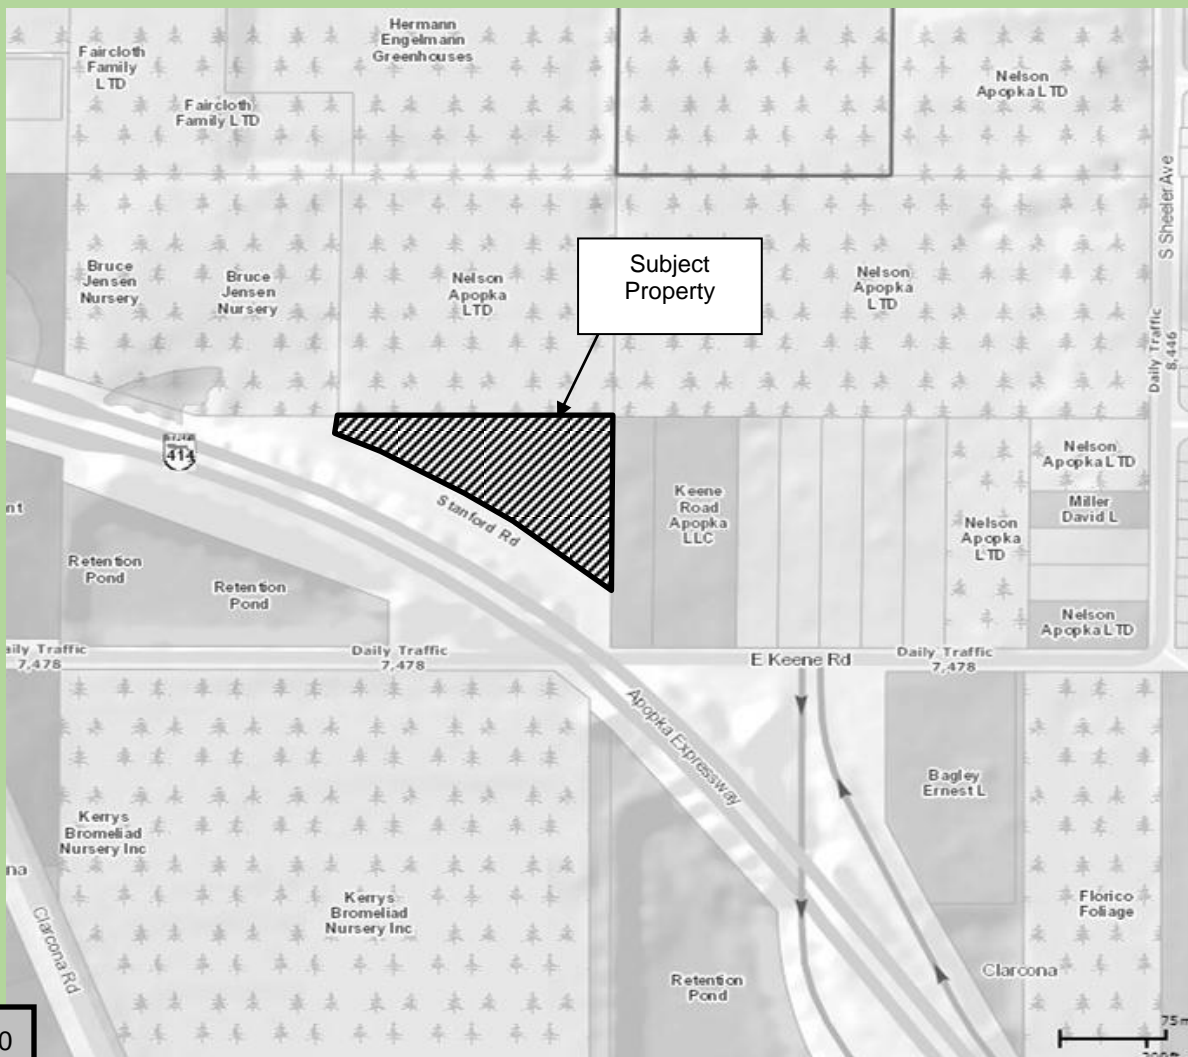 Hermann
Engelmann
Greenhouses
Faircloth
Family
LTD
Faircloth
Family LTD
Nelson
Apopka LTD
S Sheeler Ave
Subject
Property
Bruce
Jensen
Nursery
Bruce
Jensen
Nursery
Nelson
Apopka
LTD
Nelson
Apopka
LTD
Daily Traffic
8,446
414
Stanford Rd
Keene
Road
Apopka
LLC
Nelson
Apopka LTD
Miller
David L
Nelson
Apopka
LTD
Nelson
Apopka LTD
nt
Retention
Pond
Retention
Pond
aily Traffic
7,478
Daily Traffic
7,478
E Keene Rd
Daily Traffic
7,478
Apopka Expressway
Bagley
Ernest L
Kerrys
Bromeliad
Nursery Inc
na
Kerrys
Bromeliad
Nursery Inc
Clarcona Rd
Florico
Foliage
Retention
Pond
Clarcona
75m
0